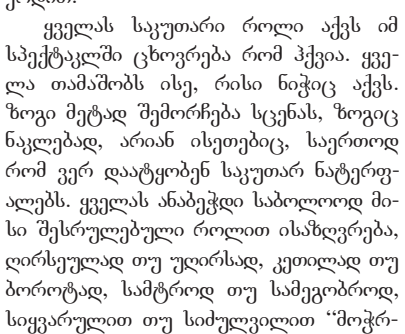 ყველას საკუთარი როლი აქვს იმ
სპექტაკლში ცხოვრება რომ ჰქვია. ყვე-
ლა თამაშობს ისე, რისი ნიჭიც აქვს.
ზოგი მეტად შემორჩება სცენას, ზოგიც
ნაკლებად, არიან ისეთებიც, საერთოდ
რომ ვერ დაატყობენ საკუთარ ნატერფ-
ალებს. ყველას ანაბეჭდი საბოლოოდ მი-
სი შესრულებული როლით ისაზღვრება,
ღირსეულად თუ უღირსად, კეთილად თუ
ბოროტად, სამტროდ თუ სამეგობროდ,
სიყვარულით თუ სიძულვილით “მოჭრ-